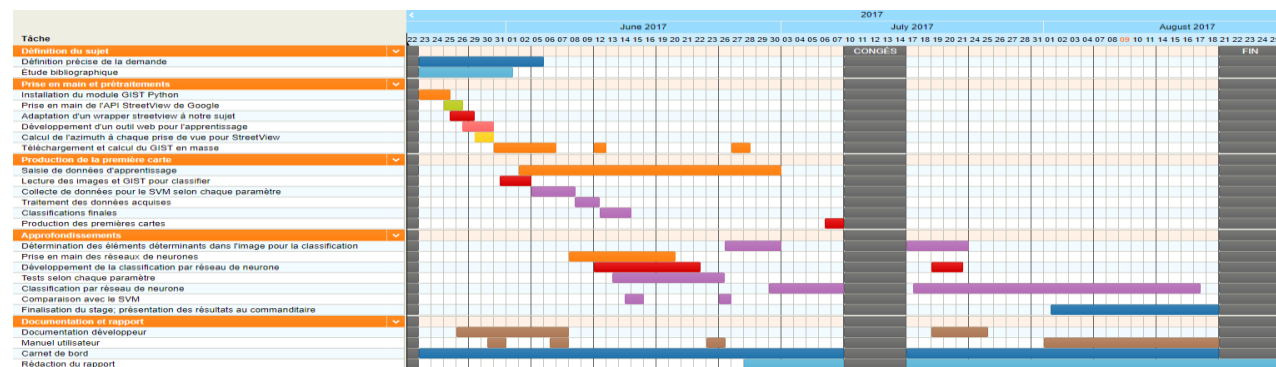 2017
June 2017 July 2017 August 2017
Tâche 22 23 24 25 26 29 30 31 01 02 05 06 07 08 09 12 13 14 15 16 19 20 21 22 23 26 27 28 29 30 03 04 05 06 07 10 11 12 13 14 17 18 19 20 21 24 25 26 27 28 31 01 02 03 04 07 08 09 10 11 14 15 16 17 18 21 22 23 24 25
Définition du sujet CONGÉS FIN
Définition précise de la demande
Étude bibliographique
Prise en main et prétraitements
Installation du module GIST Python
Prise en main de l'API StreetView de Google
Adaptation d'un wrapper streetview à notre sujet
Développement d'un outil web pour l'apprentissage
Calcul de l'azimuth à chaque prise de vue pour StreetView
Téléchargement et calcul du GIST en masse
Production de la première carte
Saisie de données d'apprentissage
Lecture des images et GIST pour classifier
Collecte de données pour le SVM selon chaque paramètre
Traitement des données acquises
Classifications finales
Production des premières cartes
Approfondissements
Détermination des éléments déterminants dans l'image pour la classification
Prise en main des réseaux de neurones
Développement de la classification par réseau de neurone
Tests selon chaque paramètre
Classification par réseau de neurone
Comparaison avec le SVM
Finalisation du stage; présentation des résultats au commanditaire
Documentation et rapport
Documentation développeur
Manuel utilisateur
Carnet de bord
Rédaction du rapport